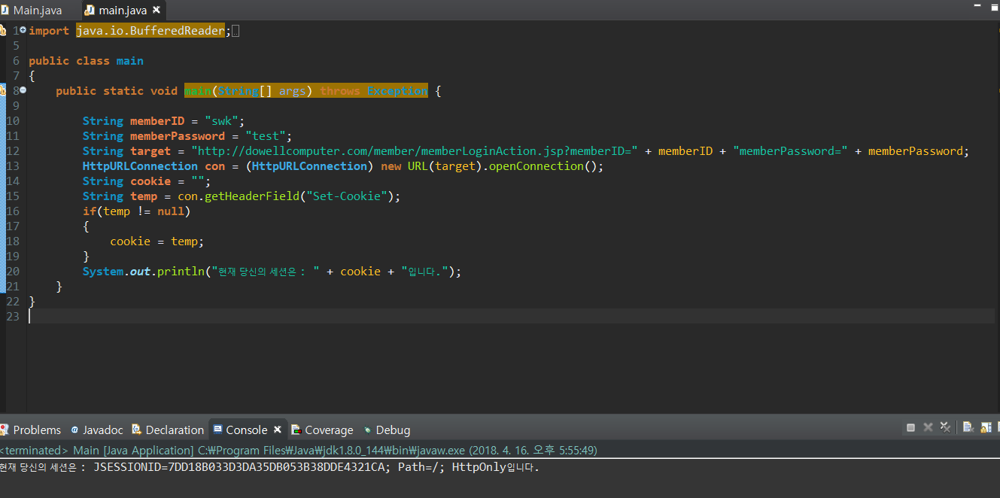 Main.java main.java
1 import java.io.BufferedReader;
5
6 public class main
7 {
8 public static void main(String[] args) throws Exception {
9
10 String memberID = "swk";
11 String memberPassword = "test";
12 String target = "http://dowellcomputer.com/member/memberLoginAction.jsp?memberID=" + memberID + "memberPassword=" + memberPassword;
13 HttpURLConnection con = (HttpURLConnection) new URL(target).openConnection();
14 String cookie = "";
15 String temp = con.getHeaderField("Set-Cookie");
16 if(temp != null)
17 {
18 cookie = temp;
19 }
20 System.out.println("현재 당신의 세션은 : " + cookie + "입니다.");
21 }
22 }
23
Problems @ Javadoc Declaration Console Coverage Debug
<terminated> Main [Java Application] C:₩Program Files₩Java₩jdk1.8.0_144₩bin₩javaw.exe (2018. 4. 16. 오후 5:55:49)
현재 당신의 세션은 : JSESSIONID=7DD18B033D3DA35DB053B38DDE4321CA; Path=/; HttpOnly입니다.